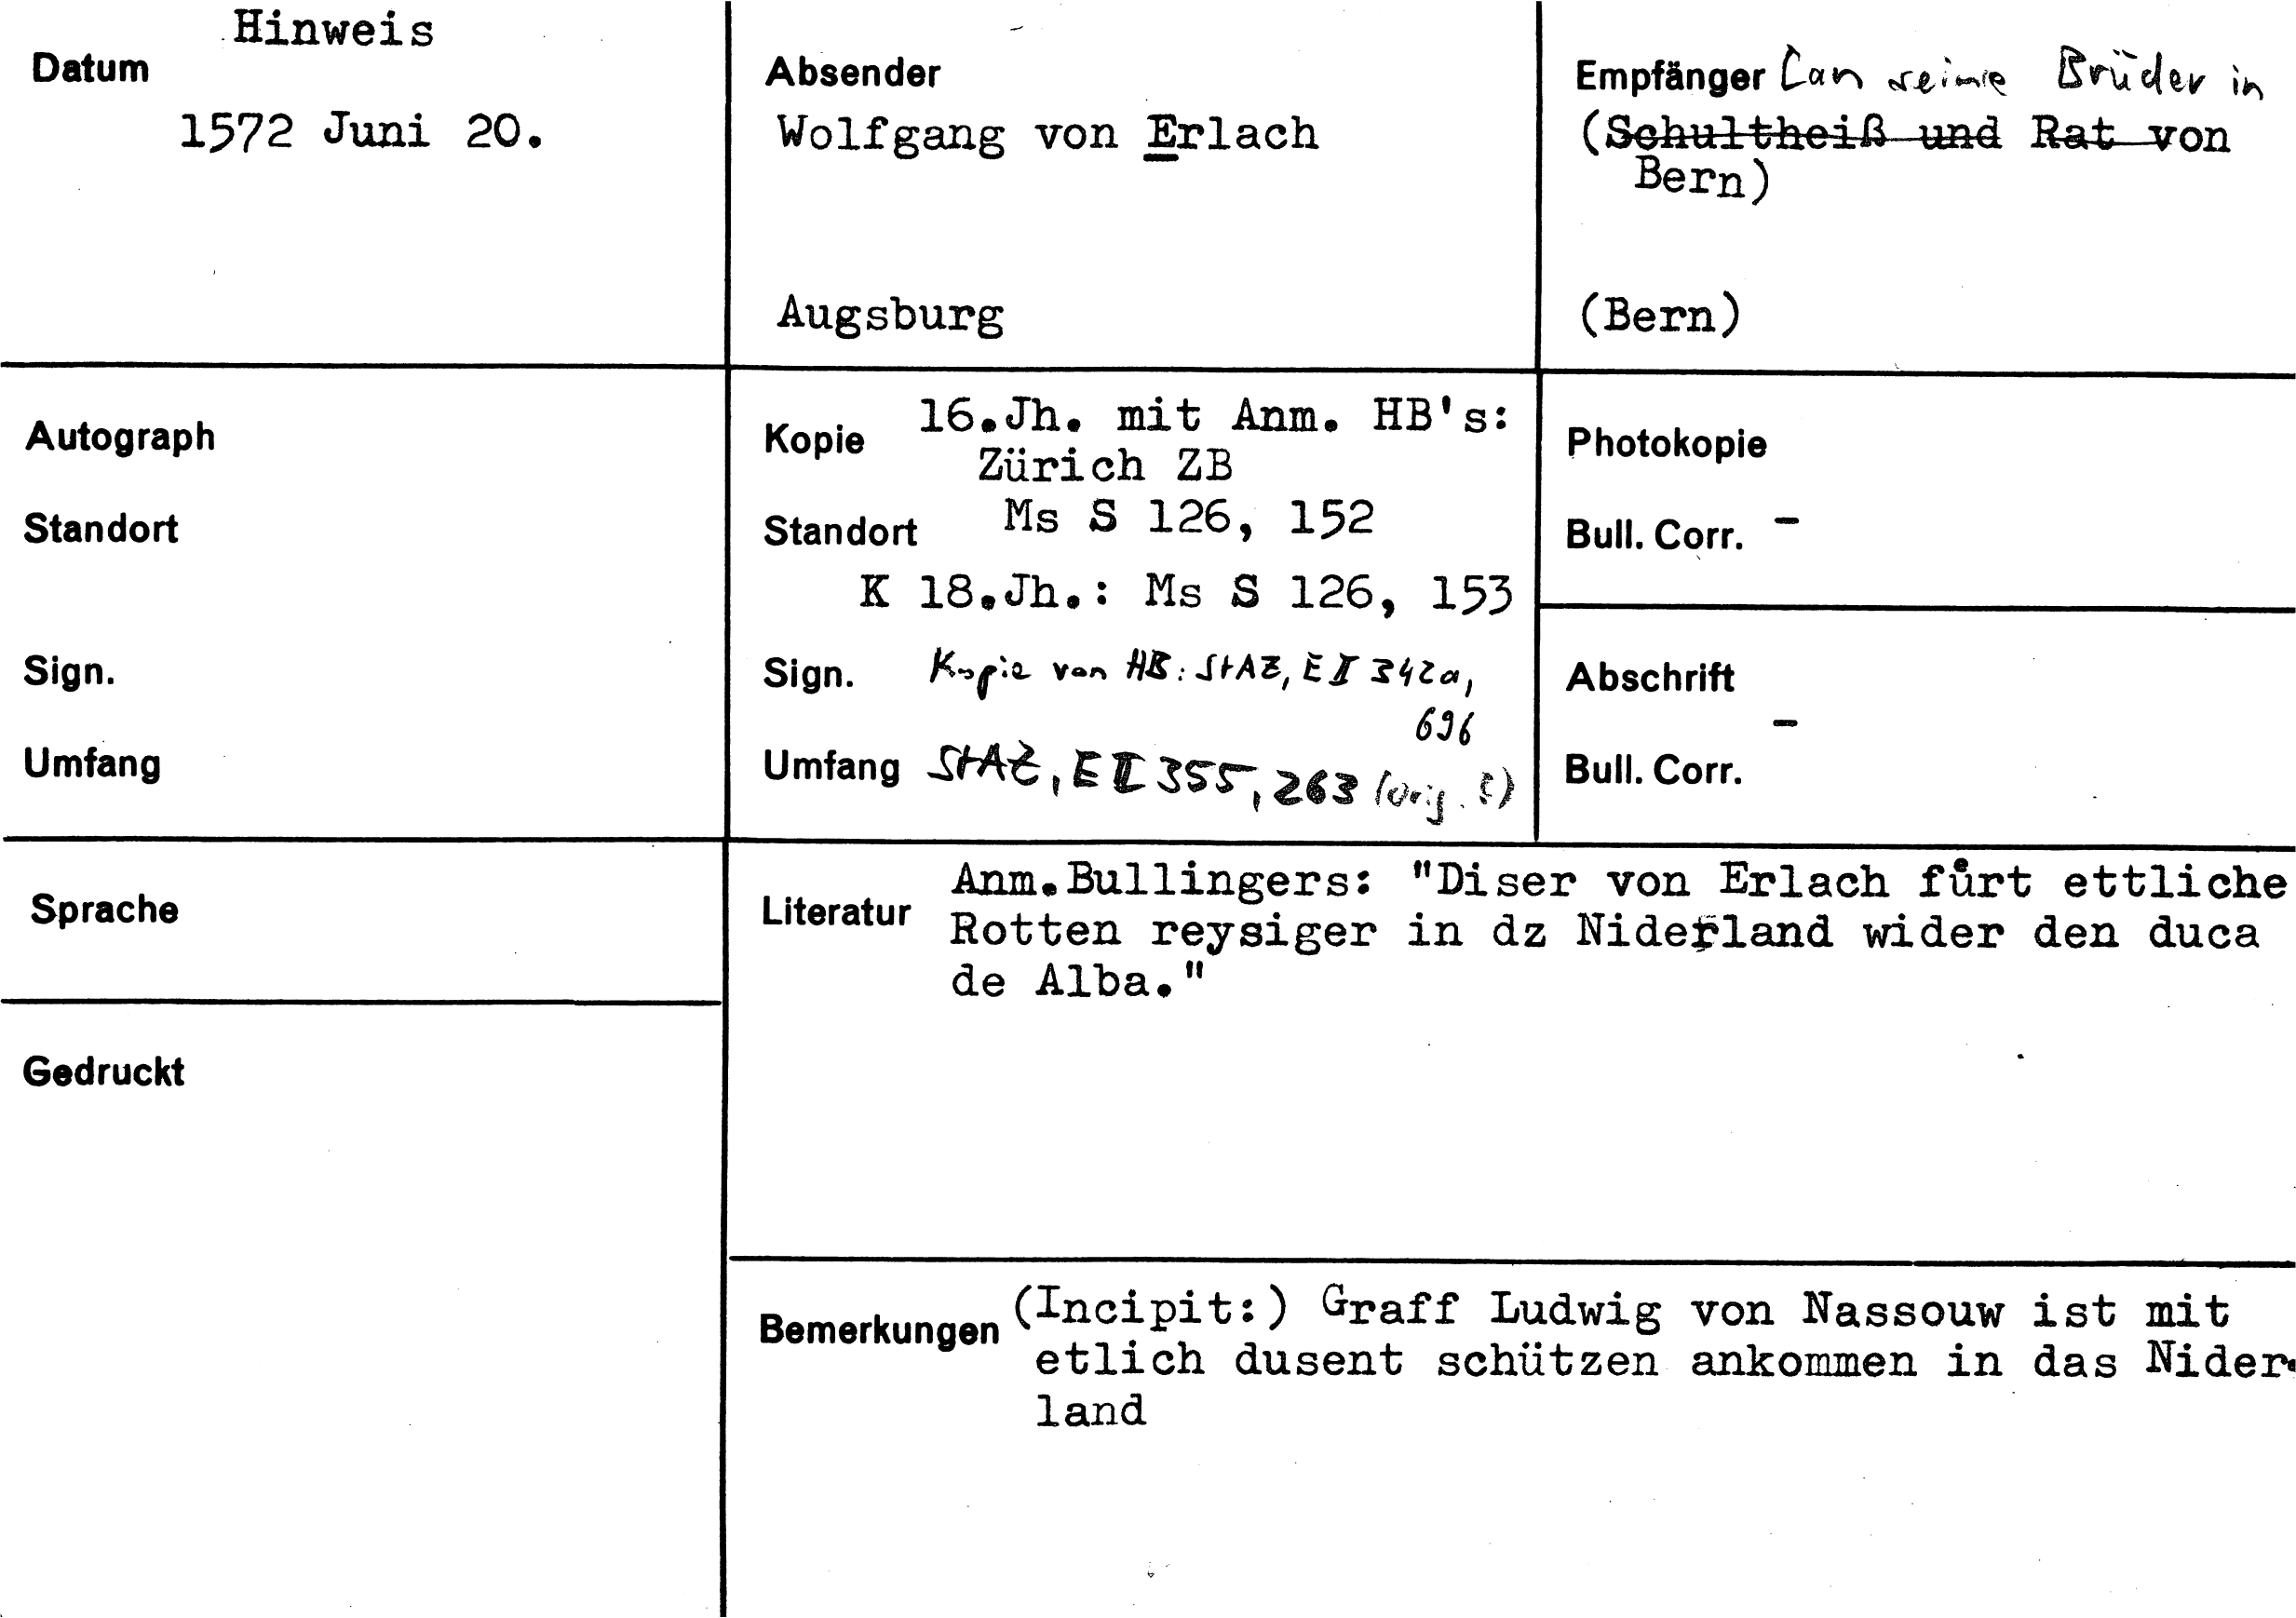 Hinweis
Datum
1572 Juni 20.
Absender
Wolfgang von Erlach
Augsburg
Empfänger [an seine Brüder in
(Schultheiß und Rat von
Bern)
(Bern)
Autograph
Standort
Sign.
Umfang
Kopie 16.Jh. mit Anm. HB's:
Zürich ZB
Standort Ms S 126, 152
K 18.Jh.: Ms S 126, 153
Sign. Kopie von HB: StAZ, E II 342a,
696
Umfang StAZ, E II 355, 263 (Orig. ?)
Photokopie
Bull. Corr. -
Abschrift
-
Bull. Corr.
Sprache
Gedruckt
Literatur Anm.Bullingers: "Diser von Erlach fůrt ettliche
Rotten reysiger in dz Niderland wider den duca
de Alba."
Bemerkungen (Incipit:) Graff Ludwig von Nassouw ist mit
etlich dusent schützen ankommen in das Nider-
land